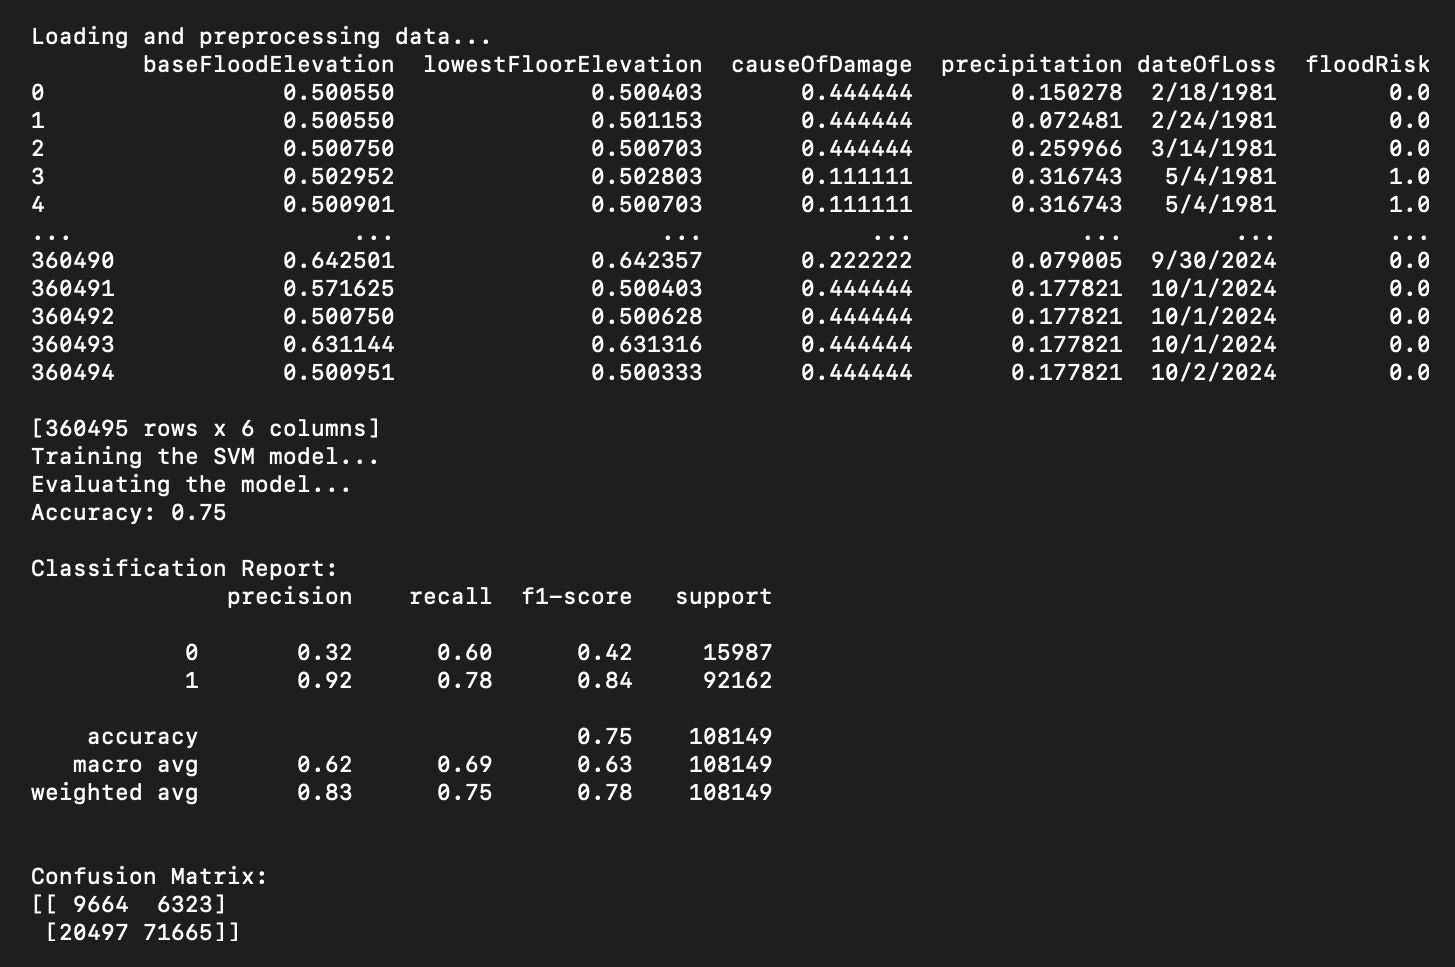 Loading and preprocessing data...
        baseFloodElevation  lowestFloorElevation  causeOfDamage  precipitation dateOfLoss  floodRisk
0                 0.500550              0.500403       0.444444       0.150278  2/18/1981        0.0
1                 0.500550              0.501153       0.444444       0.072481  2/24/1981        0.0
2                 0.500750              0.500703       0.444444       0.259966  3/14/1981        0.0
3                 0.502952              0.502803       0.111111       0.316743   5/4/1981        1.0
4                 0.500901              0.500703       0.111111       0.316743   5/4/1981        1.0
...                    ...                   ...            ...            ...        ...        ...
360490            0.642501              0.642357       0.222222       0.079005  9/30/2024        0.0
360491            0.571625              0.500403       0.444444       0.177821  10/1/2024        0.0
360492            0.500750              0.500628       0.444444       0.177821  10/1/2024        0.0
360493            0.631144              0.631316       0.444444       0.177821  10/1/2024        0.0
360494            0.500951              0.500333       0.444444       0.177821  10/2/2024        0.0

[360495 rows x 6 columns]
Training the SVM model...
Evaluating the model...
Accuracy: 0.75

Classification Report:
              precision    recall  f1-score   support

           0       0.32      0.60      0.42     15987
           1       0.92      0.78      0.84     92162

    accuracy                           0.75    108149
   macro avg       0.62      0.69      0.63    108149
weighted avg       0.83      0.75      0.78    108149


Confusion Matrix:
[[ 9664  6323]
 [20497 71665]]